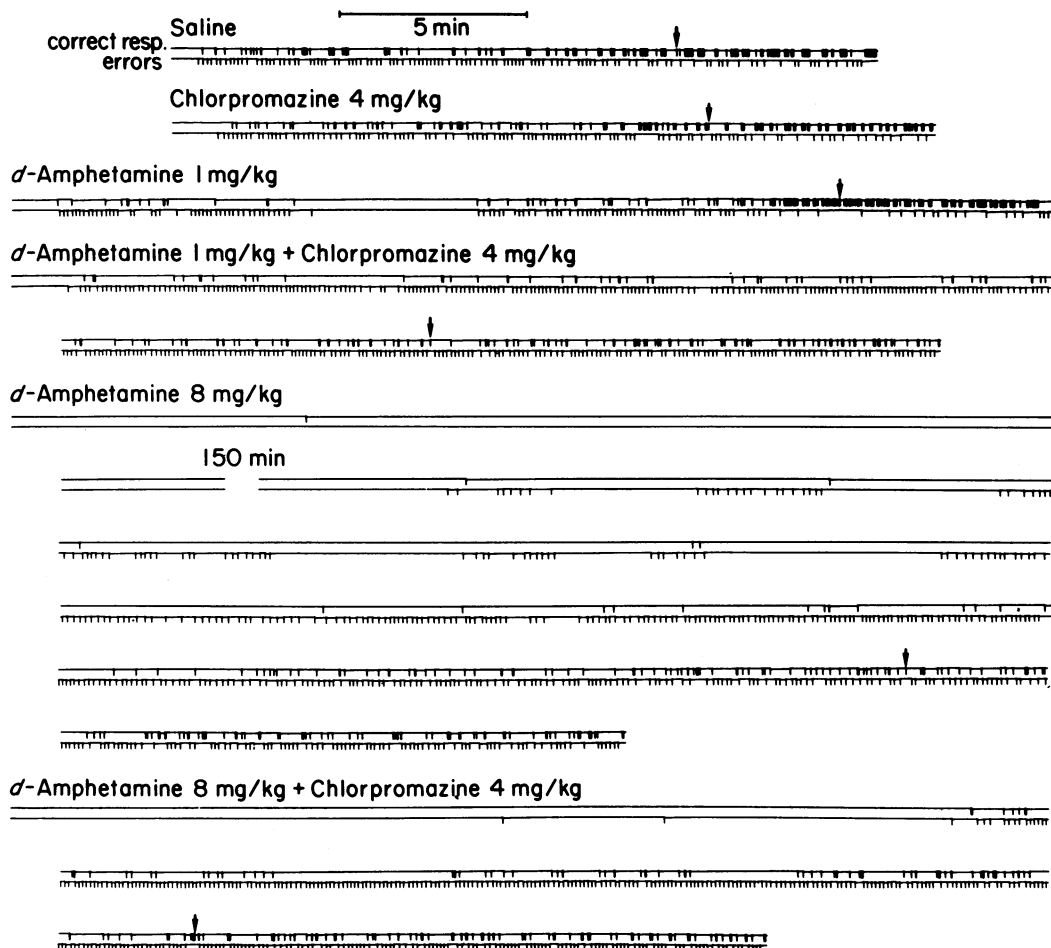 Saline
5 min
correct resp.
errors
Chlorpromazine 4 mg/kg
d-Amphetamine 1 mg/kg
d-Amphetamine 1 mg/kg + Chlorpromazine 4 mg/kg
d-Amphetamine 8 mg/kg
150 min
d-Amphetamine 8 mg/kg + Chlorpromazine 4 mg/kg